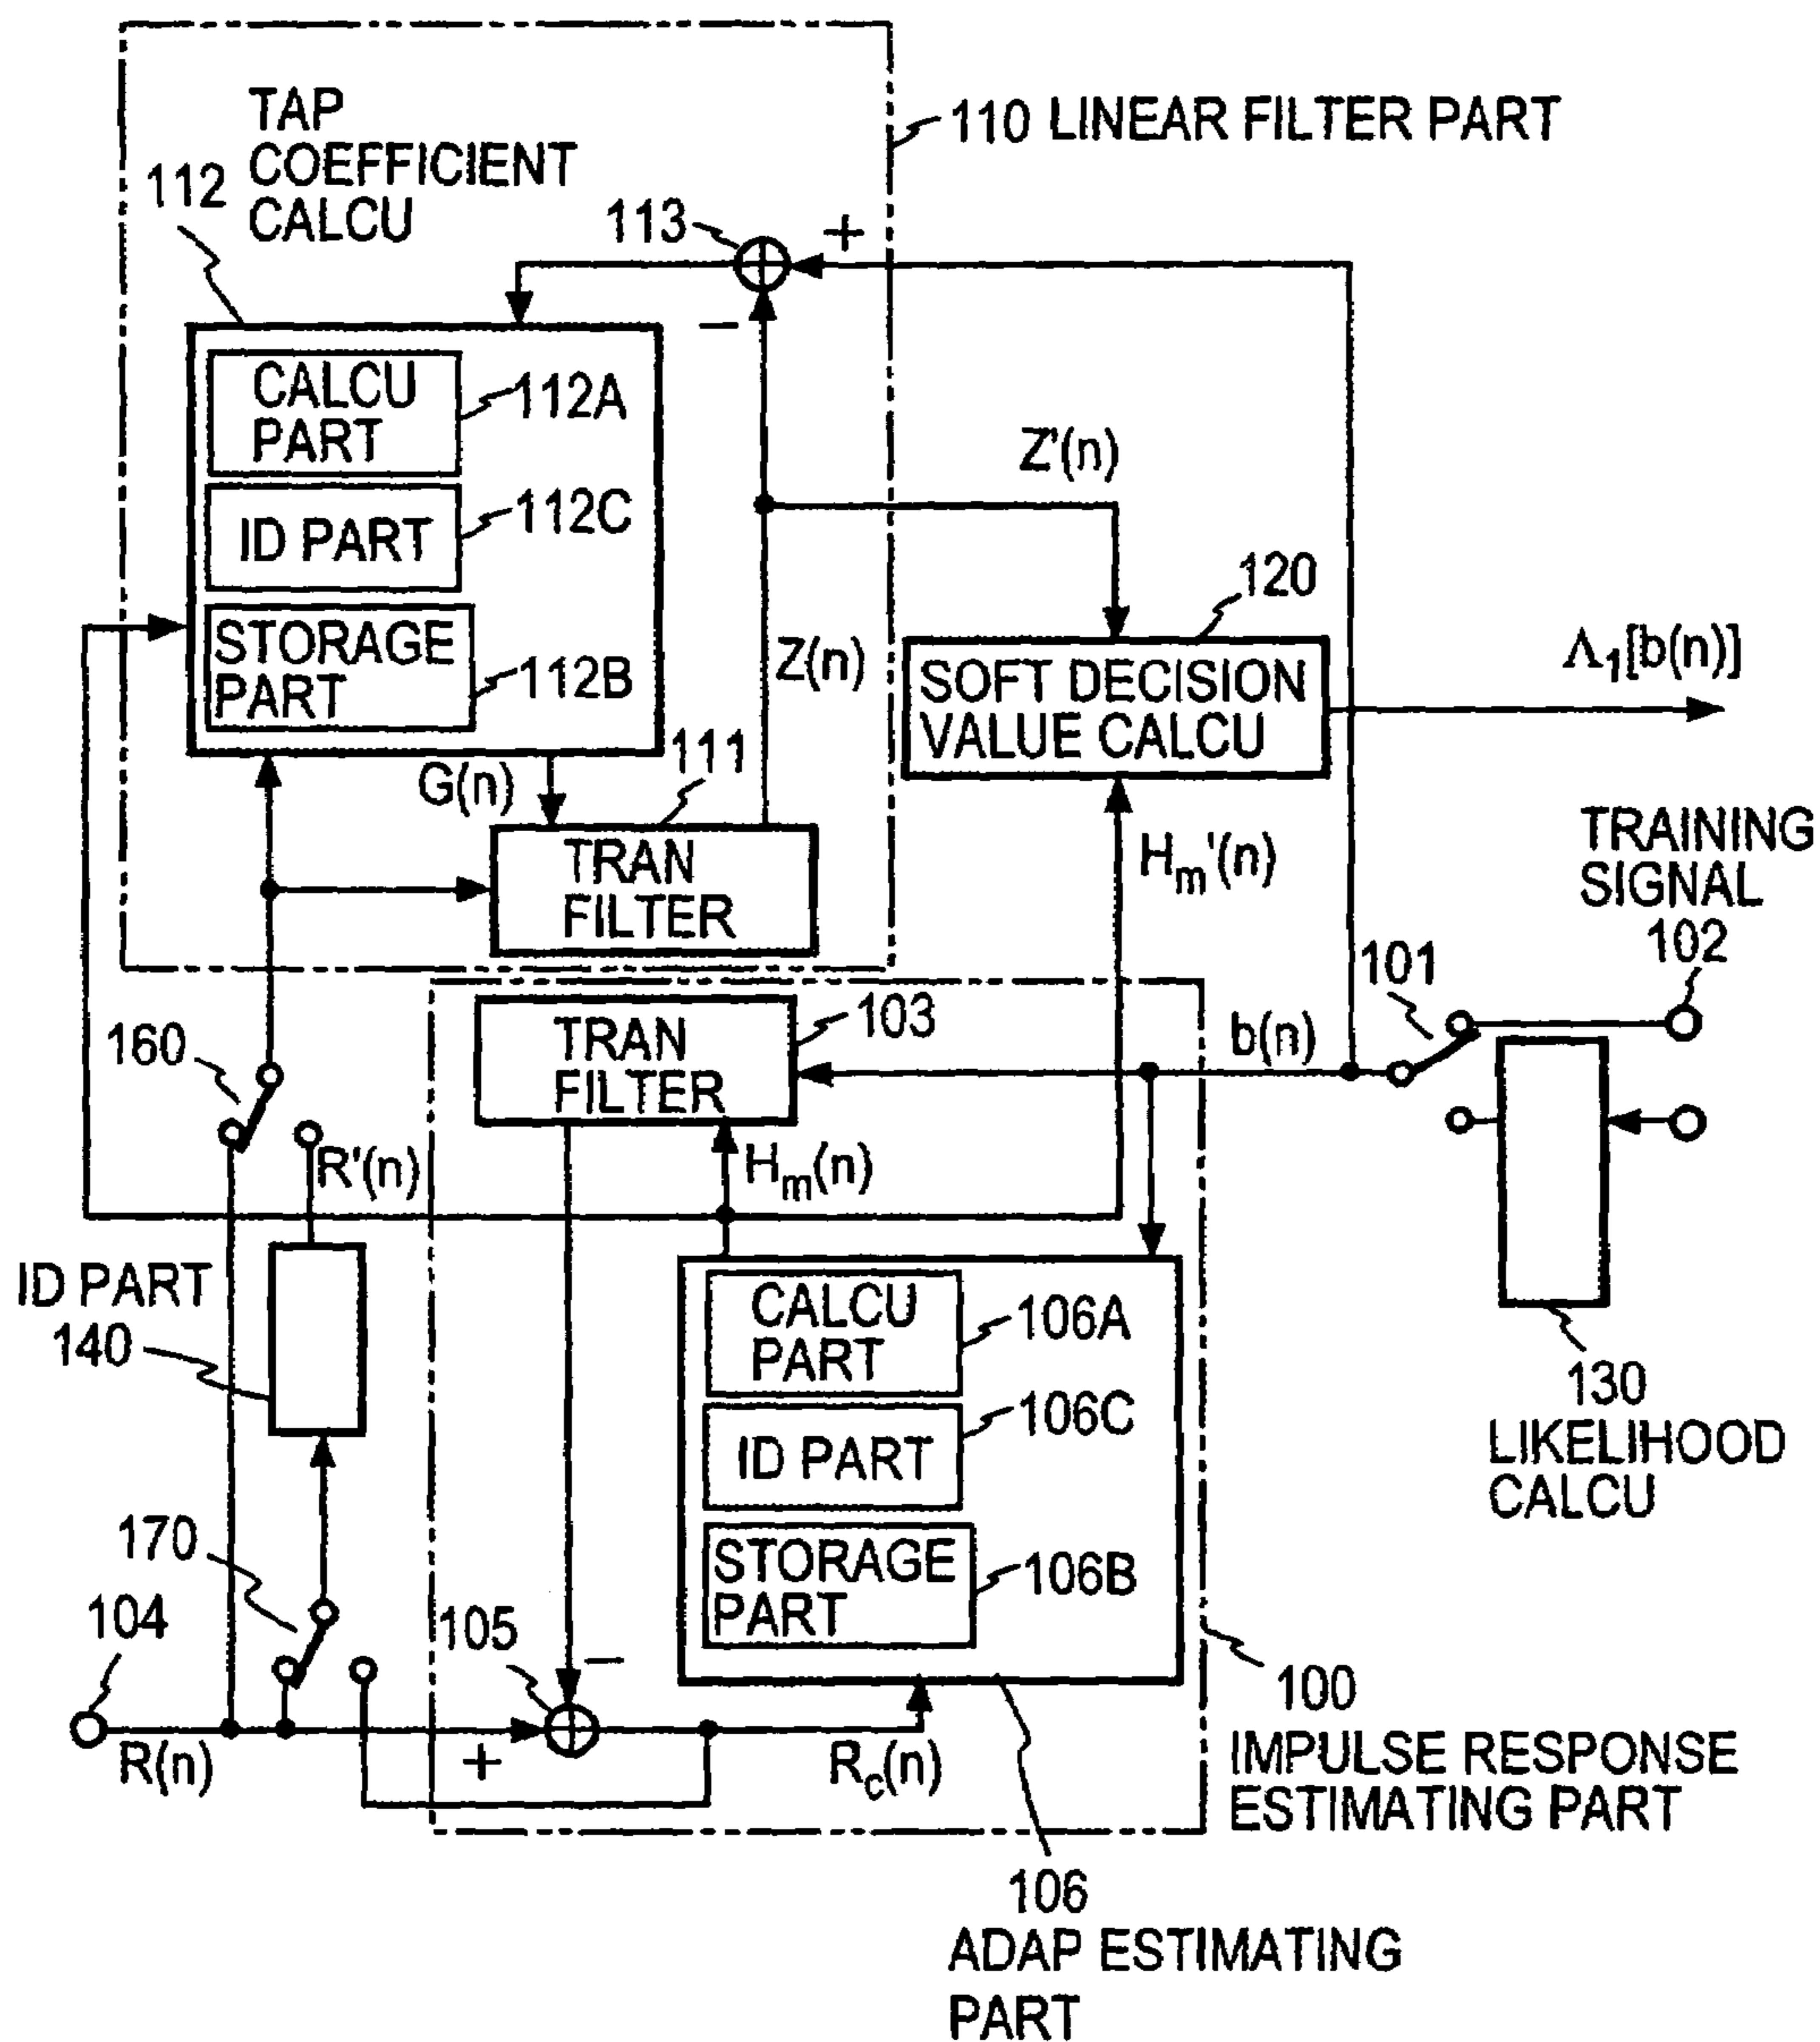 TAP
COEFFICIENT
CALCU
112
110 LINEAR FILTER PART
113
+
−
CALCU
PART
112A
ID PART
112C
STORAGE
PART
112B
Z'(n)
Z(n)
120
SOFT DECISION
VALUE CALCU
Λ1[b(n)]
G(n)
111
TRAN
FILTER
Hm'(n)
TRAINING
SIGNAL
102
101
b(n)
103
TRAN
FILTER
160
R'(n)
Hm(n)
ID PART
140
CALCU
PART
106A
ID PART
106C
STORAGE
PART
106B
130
LIKELIHOOD
CALCU
170
104
105
−
+
R(n)
Rc(n)
100
IMPULSE RESPONSE
ESTIMATING PART
106
ADAP ESTIMATING
PART